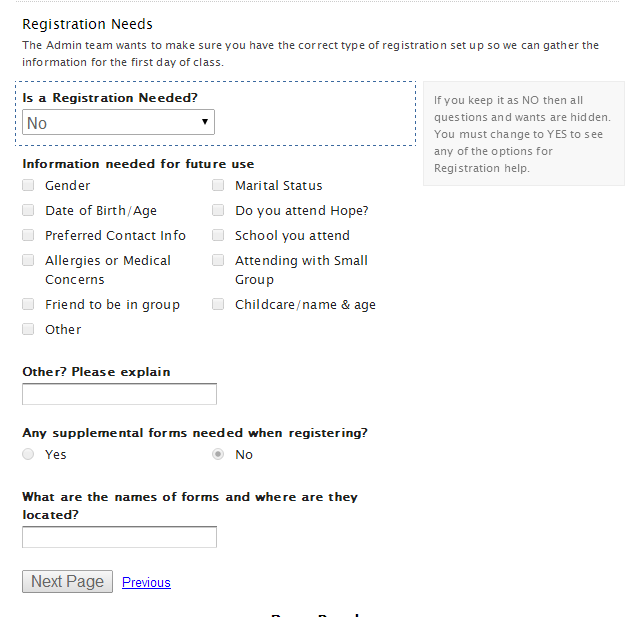 Registration Needs
The Admin team wants to make sure you have the correct type of registration set up so we can gather the
information for the first day of class.
Is a Registration Needed?
No
If you keep it as NO then all
questions and wants are hidden.
You must change to YES to see
any of the options for
Registration help.
Information needed for future use
Gender
Marital Status
Date of Birth/Age
Do you attend Hope?
Preferred Contact Info
School you attend
Allergies or Medical
Concerns
Attending with Small
Group
Friend to be in group
Childcare/name & age
Other
Other? Please explain
Any supplemental forms needed when registering?
Yes
No
What are the names of forms and where are they
located?
Next Page
Previous